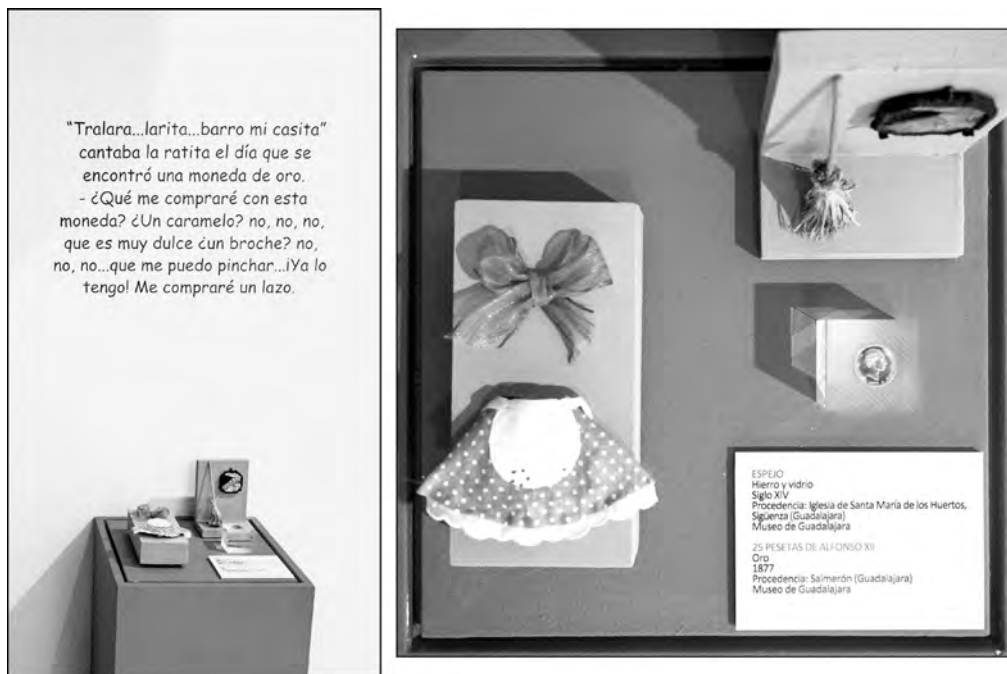 “Tralara...larita...barro mi casita”
cantaba la ratita el día que se
encontró una moneda de oro.
- ¿Qué me compraré con esta
moneda? ¿Un caramelo? no, no, no,
que es muy dulce ¿un broche? no,
no, no...que me puedo pinchar...¡Ya lo
tengo! Me compraré un lazo.
ESPEJO
Hierro y vidrio
Siglo XIV
Procedencia: Iglesia de Santa María de los Huertos,
Sigüenza (Guadalajara)
Museo de Guadalajara
25 PESETAS DE ALFONSO XII
Oro
1877
Procedencia: Salmerón (Guadalajara)
Museo de Guadalajara